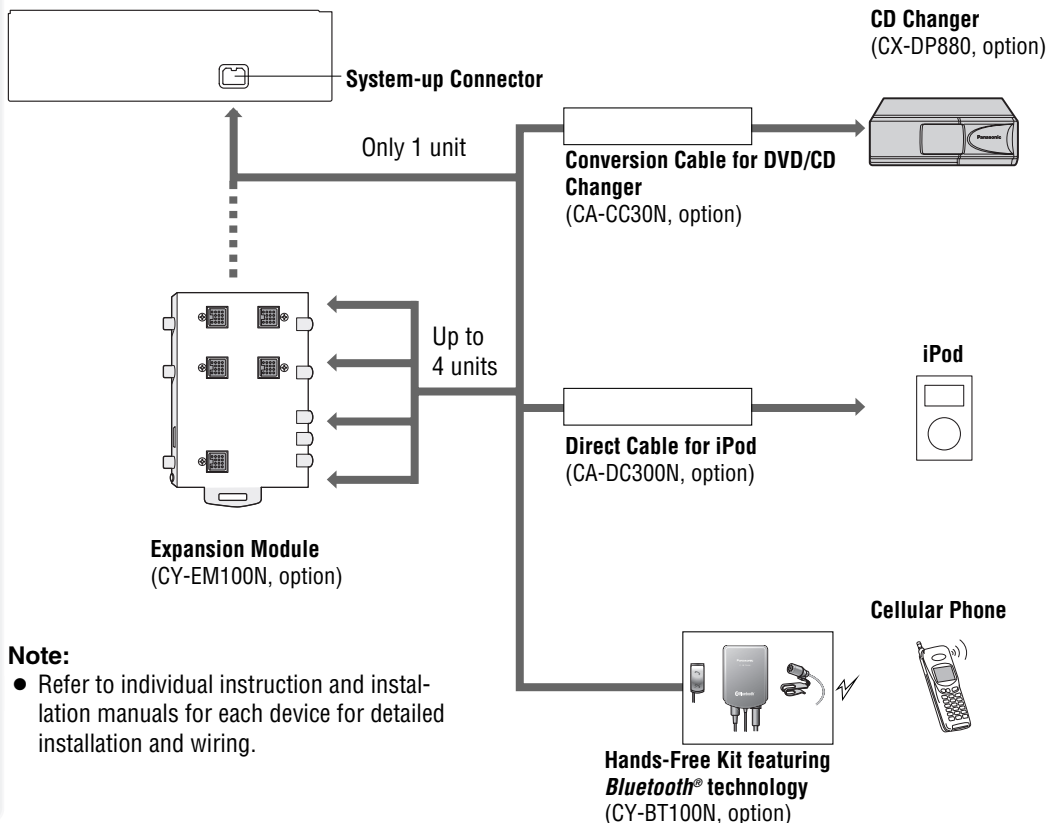 CD Changer
(CX-DP880, option)
System-up Connector
Only 1 unit
Panasonic
Conversion Cable for DVD/CD
Changer
(CA-CC30N, option)
Up to
4 units
iPod
Direct Cable for iPod
(CA-DC300N, option)
Expansion Module
(CY-EM100N, option)
Cellular Phone
Note:
● Refer to individual instruction and instal-
lation manuals for each device for detailed
installation and wiring.
Panasonic
Bluetooth
Hands-Free Kit featuring
Bluetooth® technology
(CY-BT100N, option)